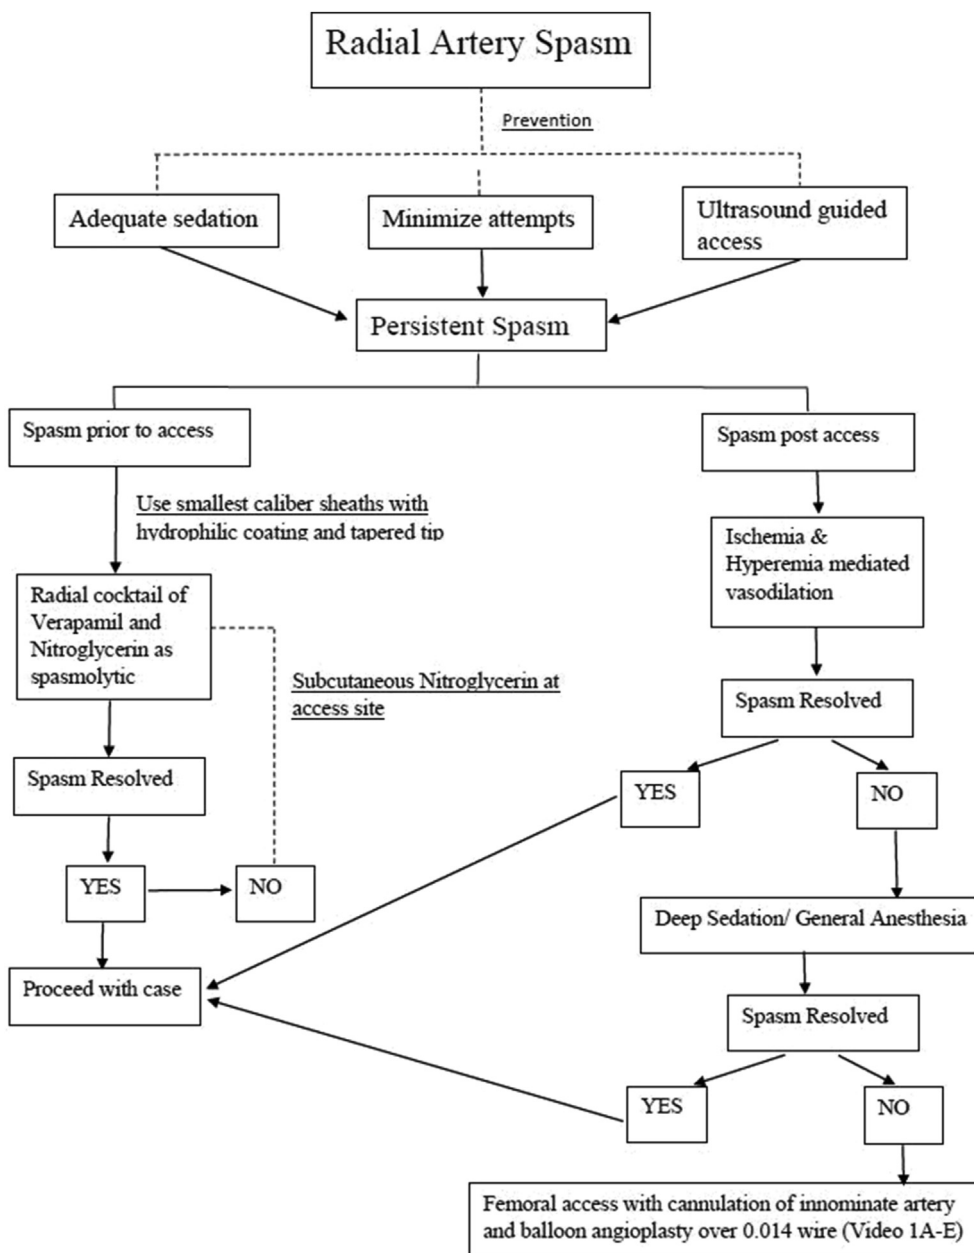 Radial Artery Spasm
Prevention
Adequate sedation
Minimize attempts
Ultrasound guided
access
Persistent Spasm
Spasm prior to access
Spasm post access
Use smallest caliber sheaths with
hydrophilic coating and tapered tip
Ischemia &
Hyperemia mediated
vasodilation
Radial cocktail of
Verapamil and
Nitroglycerin as
spasmolytic
Subcutaneous Nitroglycerin at
access site
Spasm Resolved
Spasm Resolved
YES
NO
YES
NO
Deep Sedation/ General Anesthesia
Proceed with case
Spasm Resolved
YES
NO
Femoral access with cannulation of innominate artery
and balloon angioplasty over 0.014 wire (Video 1A-E)